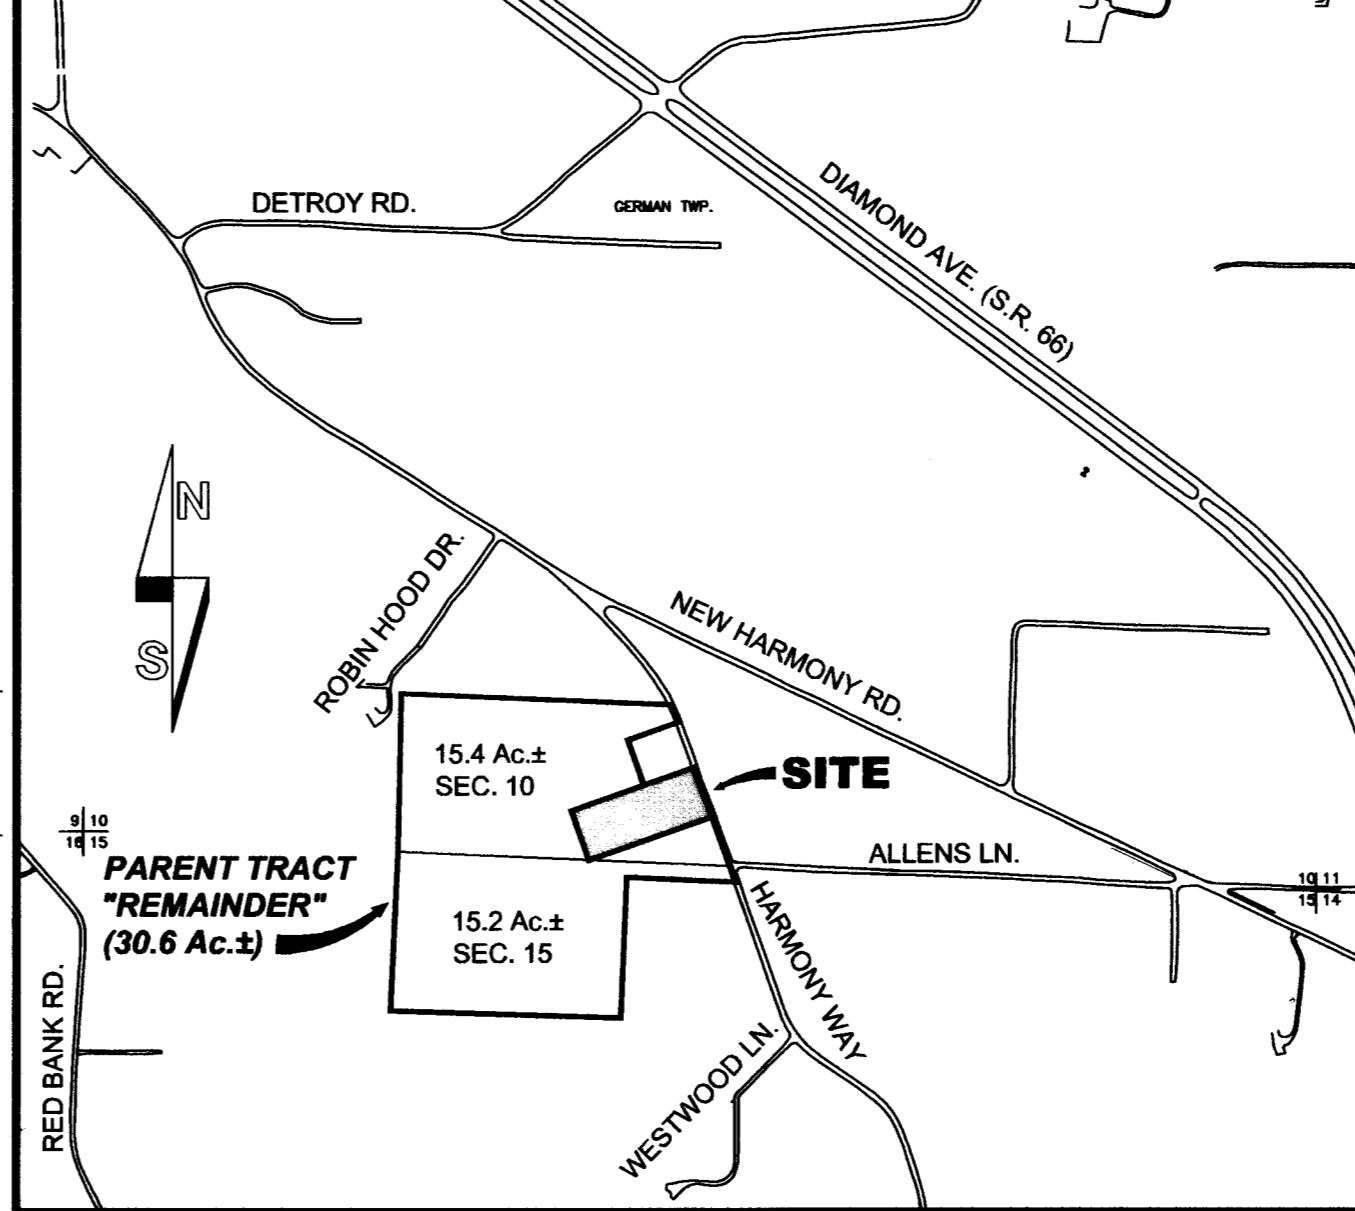 DETROY RD.
GERMAN TWP.
DIAMOND AVE. (S.R. 66)
N
S
2
ROBIN HOOD DR.
NEW HARMONY RD.
15.4 Ac.±
SEC. 10
SITE
9 10
16 15
PARENT TRACT
"REMAINDER"
(30.6 Ac.±)
ALLENS LN.
10 11
15 14
15.2 Ac.±
SEC. 15
HARMONY WAY
RED BANK RD.
WESTWOOD LN.